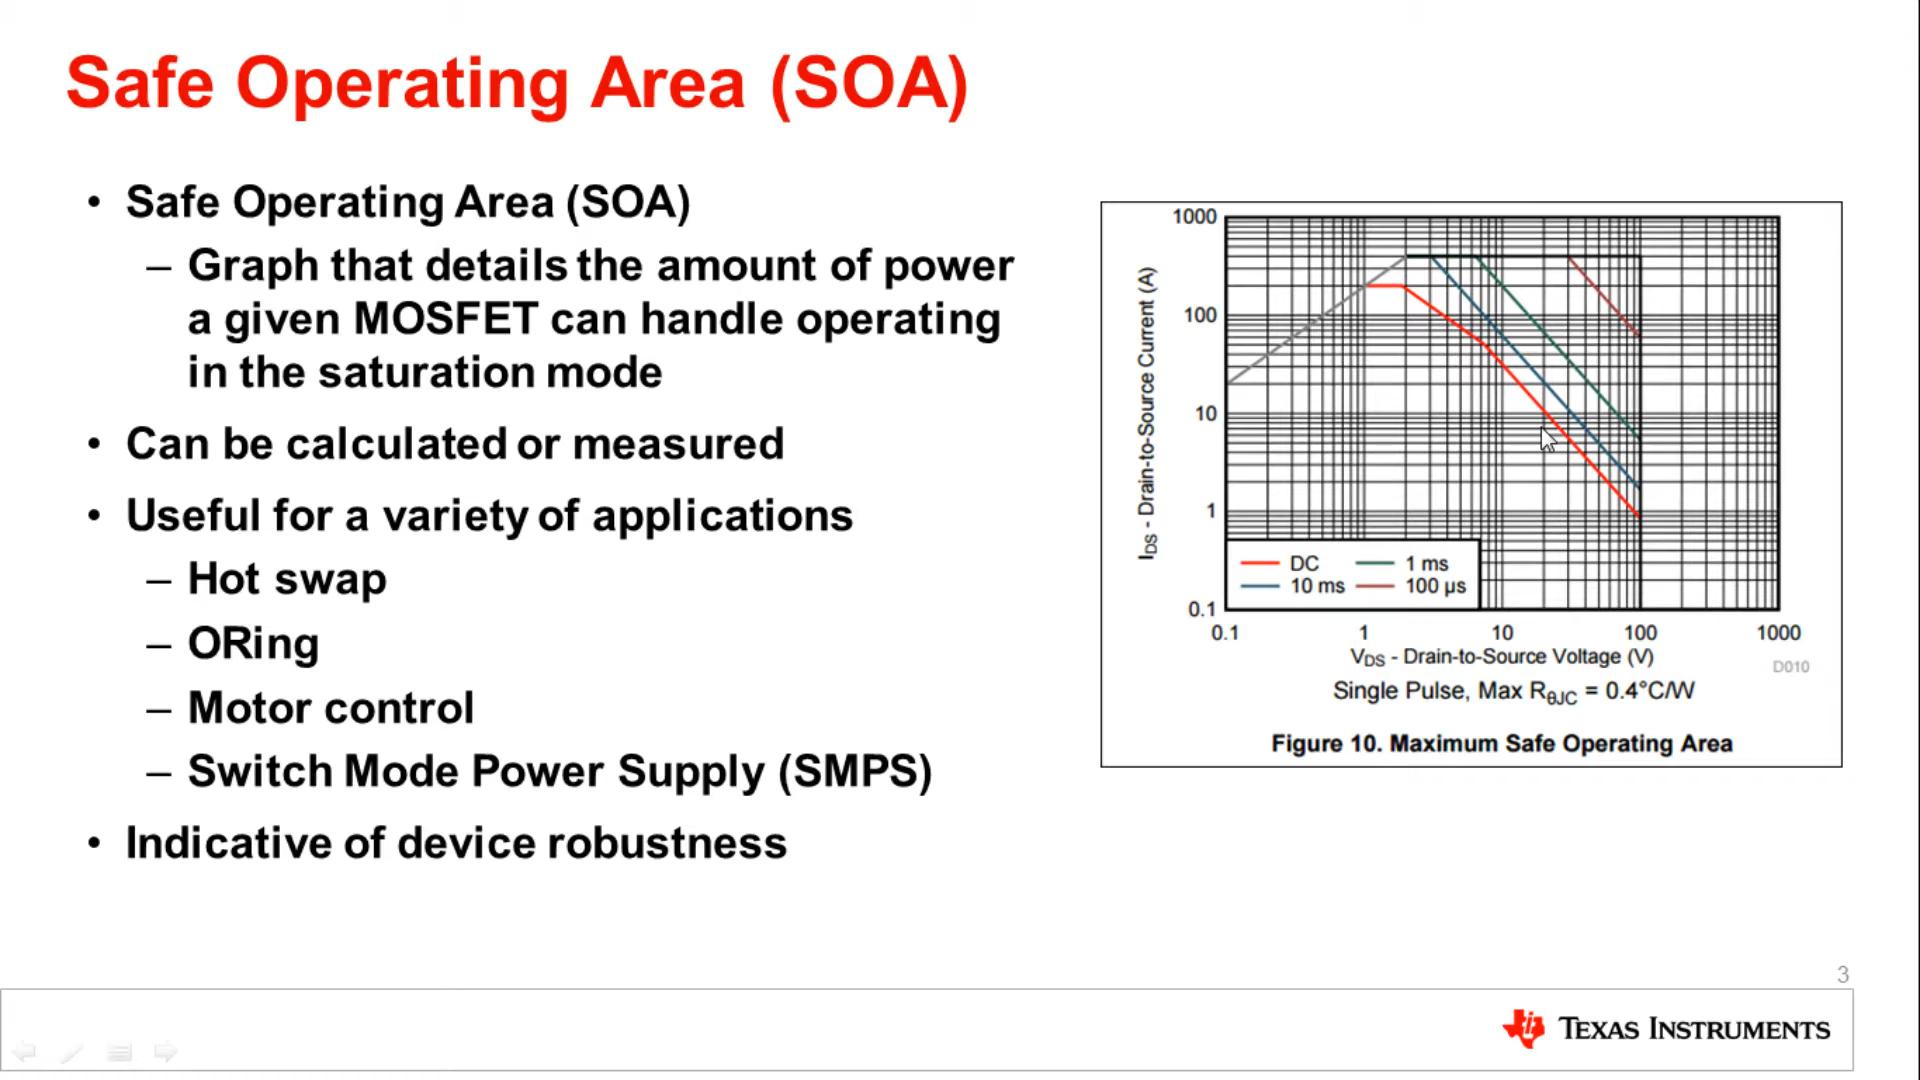 Safe Operating Area (SOA)
• Safe Operating Area (SOA)
– Graph that details the amount of power
a given MOSFET can handle operating
in the saturation mode
• Can be calculated or measured
• Useful for a variety of applications
– Hot swap
– ORing
– Motor control
– Switch Mode Power Supply (SMPS)
• Indicative of device robustness
1000
100
10
1
0.1
IDS - Drain-to-Source Current (A)
DC
1 ms
10 ms
100 µs
0.1 1 10 100 1000
VDS - Drain-to-Source Voltage (V)
D010
Single Pulse, Max RθJC = 0.4°C/W
Figure 10. Maximum Safe Operating Area
3
TEXAS INSTRUMENTS